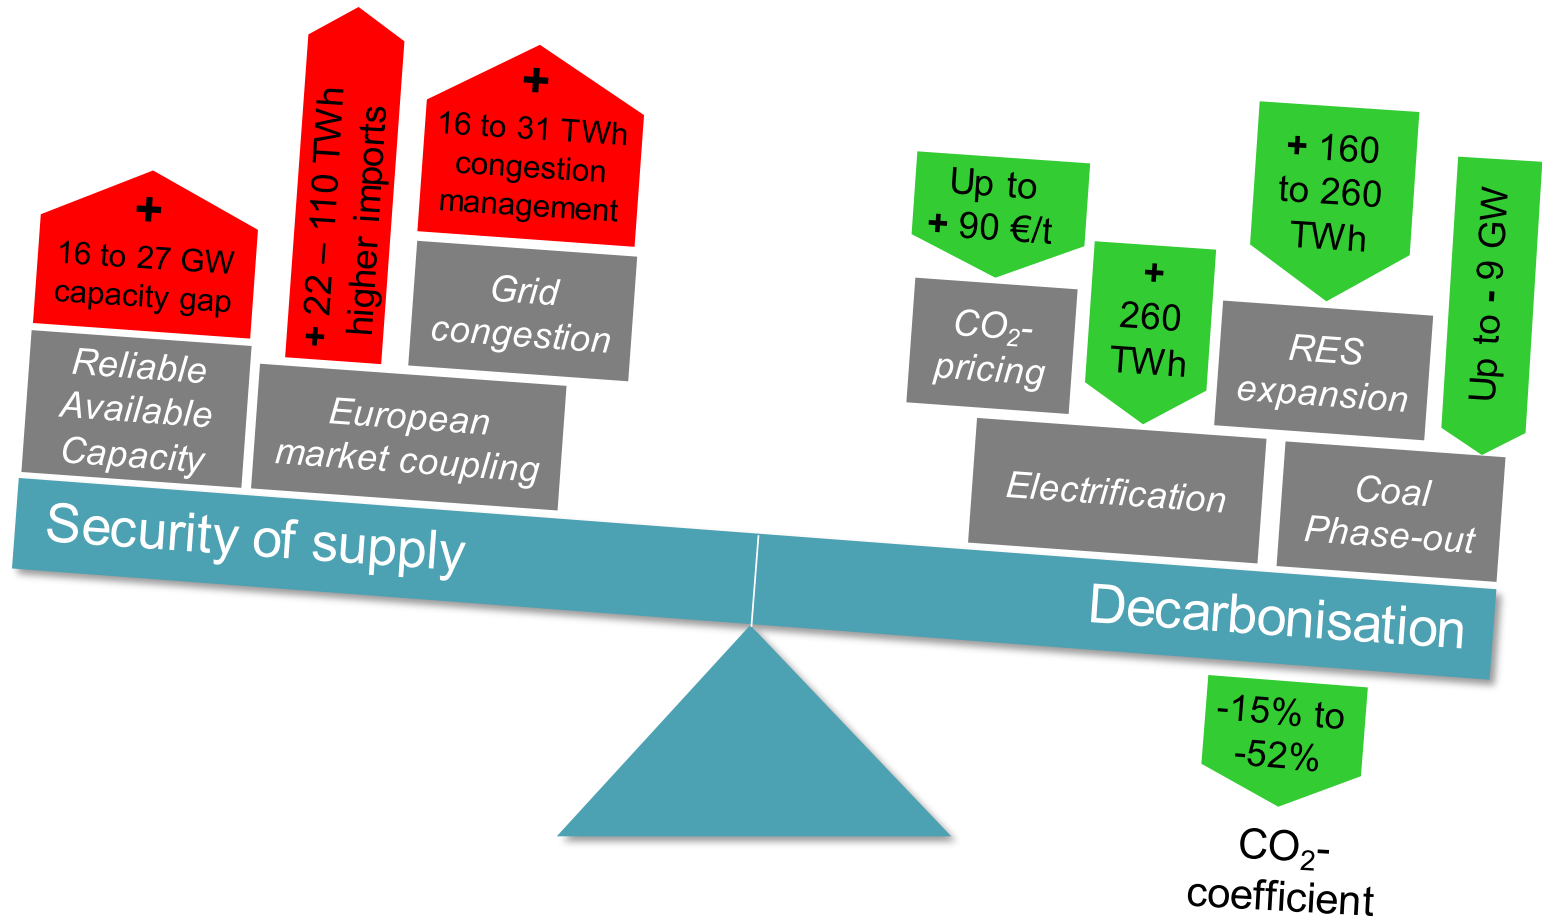 +
16 to 27 GW
capacity gap
Reliable
Available
Capacity
+ 22 – 110 TWh
higher imports
European
market coupling
+
16 to 31 TWh
congestion
management
Grid
congestion
Security of supply
Up to
+ 90 €/t
CO₂-
pricing
+
260
TWh
Electrification
+ 160
to 260
TWh
RES
expansion
Up to - 9 GW
Coal
Phase-out
Decarbonisation
-15% to
-52%
CO₂-
coefficient